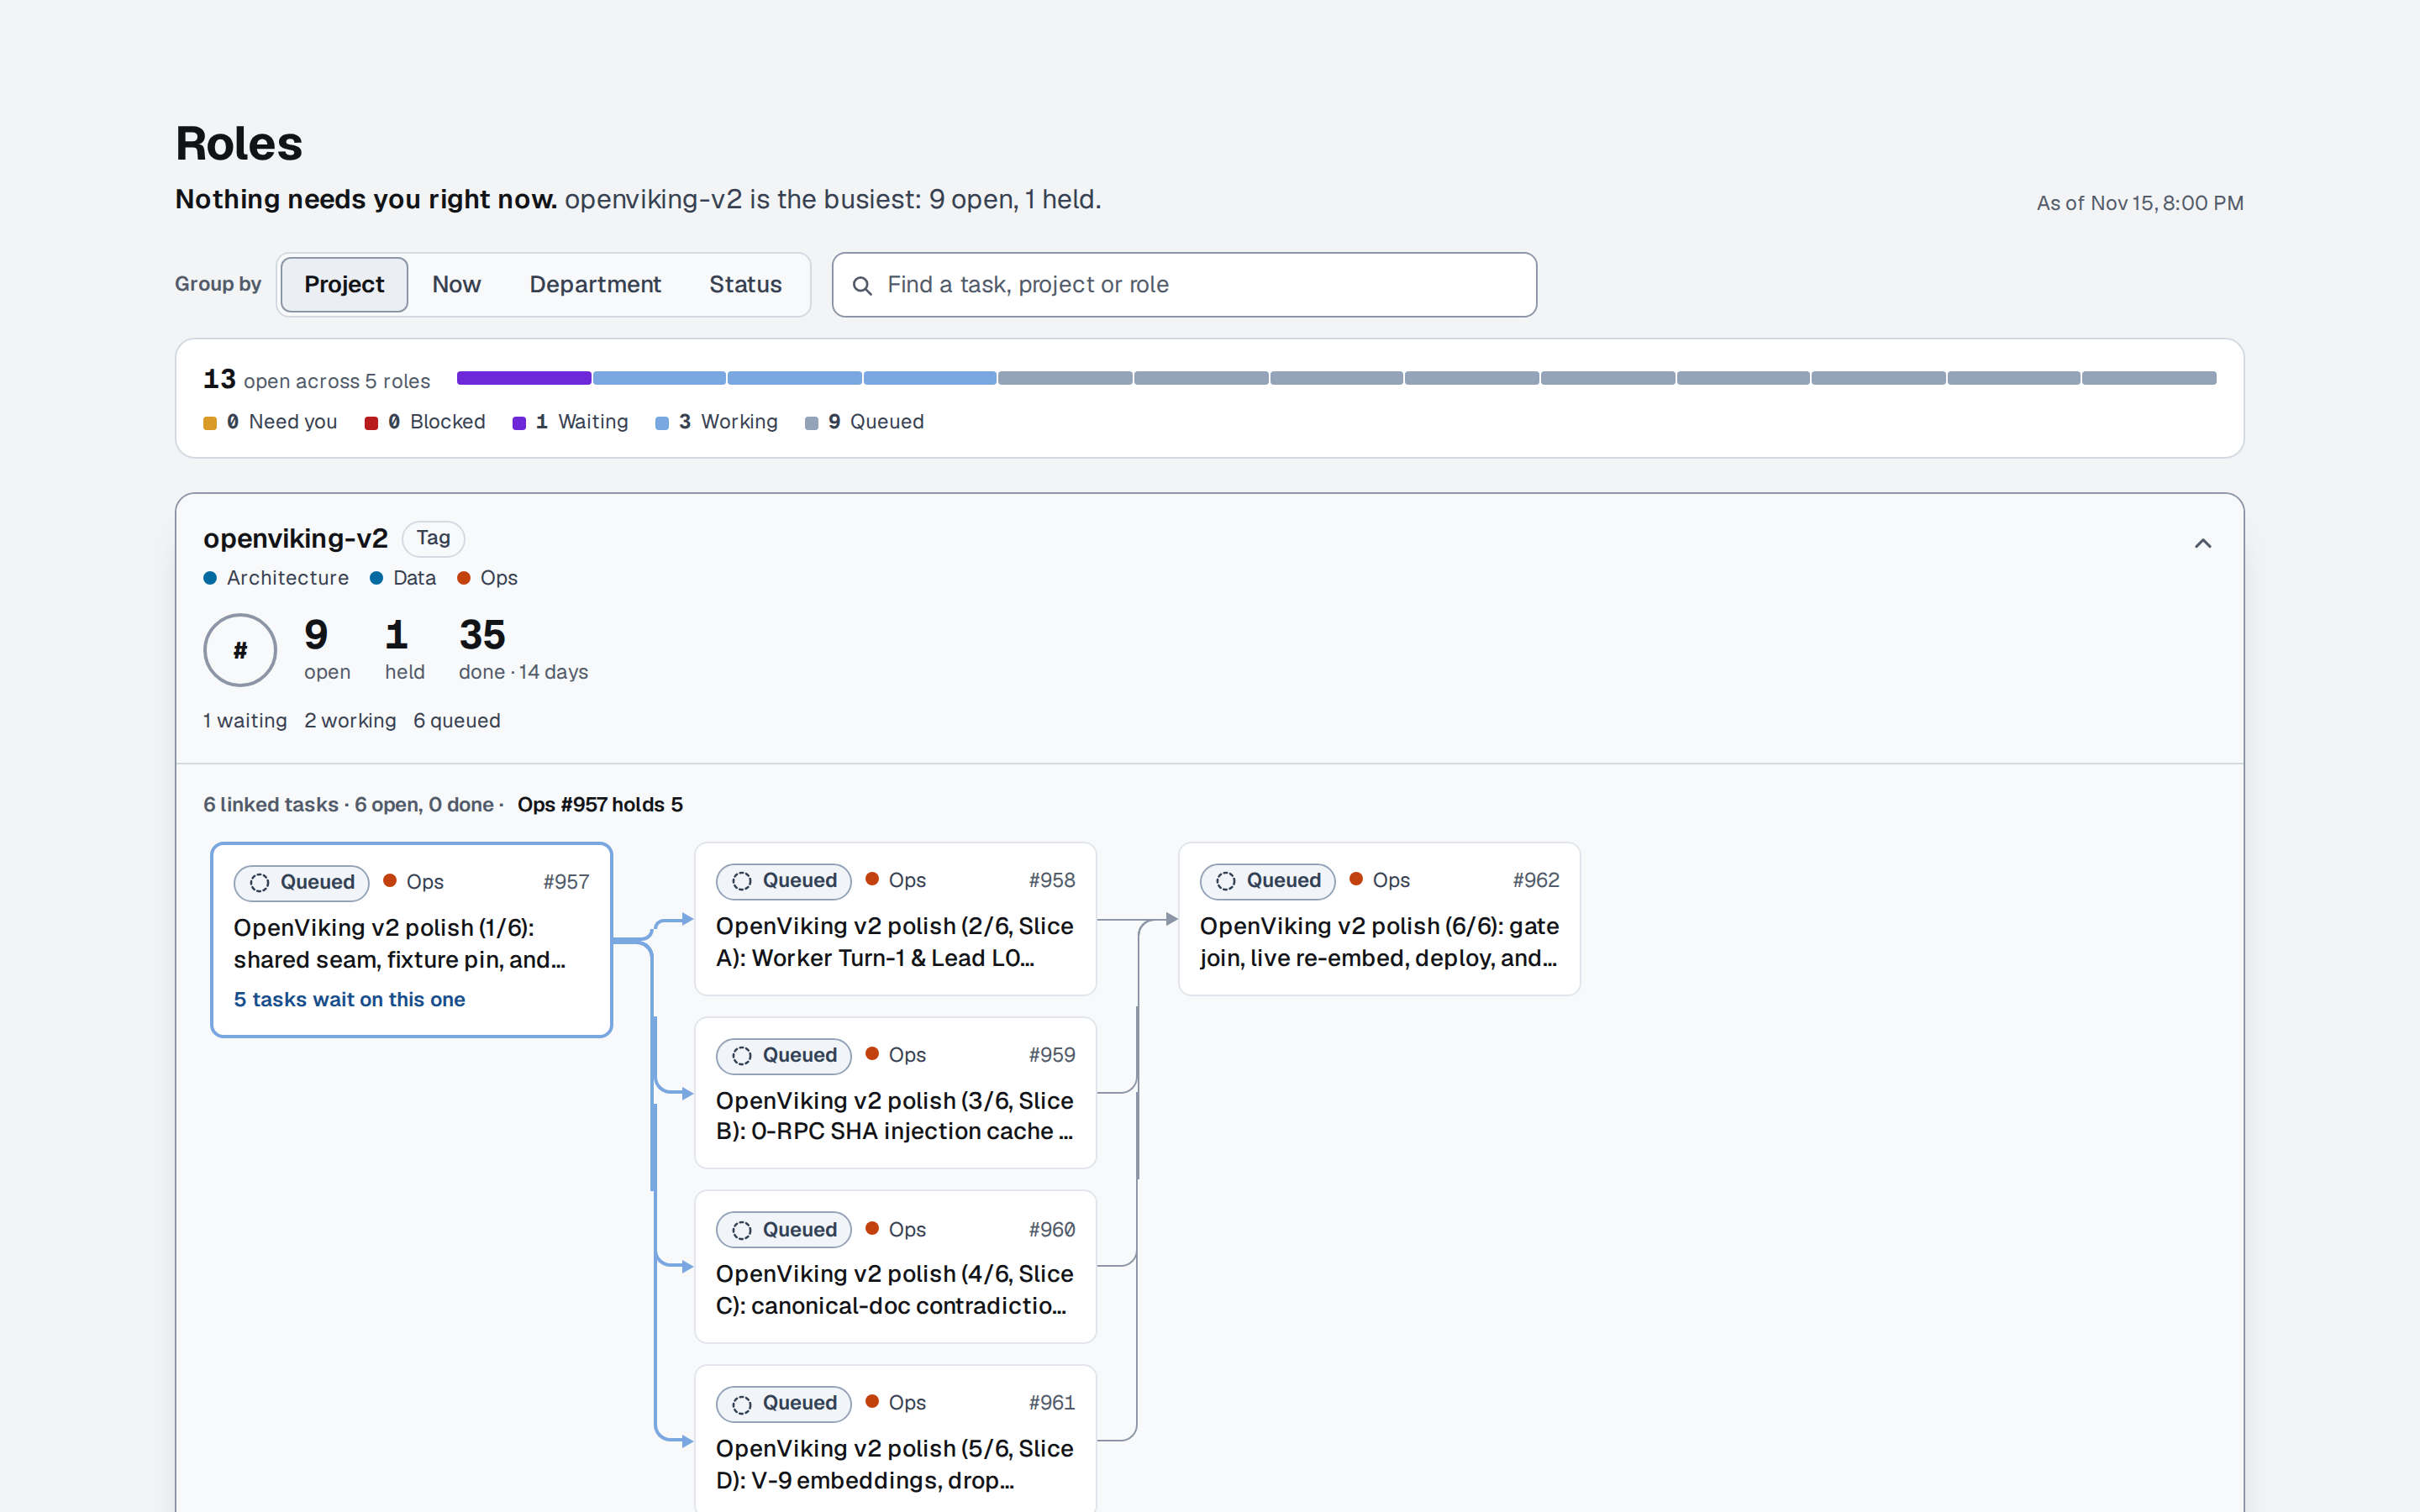 Roles
Nothing needs you right now. openviking-v2 is the busiest: 9 open, 1 held.
As of Nov 15, 8:00 PM
Group by Project Now Department Status
Find a task, project or role
13 open across 5 roles
0 Need you 0 Blocked 1 Waiting 3 Working 9 Queued
openviking-v2 Tag
Architecture Data Ops
# 9 1 35
open held done · 14 days
1 waiting 2 working 6 queued
6 linked tasks · 6 open, 0 done · Ops #957 holds 5
Queued Ops #957
OpenViking v2 polish (1/6):
shared seam, fixture pin, and...
5 tasks wait on this one
Queued Ops #958
OpenViking v2 polish (2/6, Slice
A): Worker Turn-1 & Lead L0...
Queued Ops #962
OpenViking v2 polish (6/6): gate
join, live re-embed, deploy, and...
Queued Ops #959
OpenViking v2 polish (3/6, Slice
B): 0-RPC SHA injection cache ...
Queued Ops #960
OpenViking v2 polish (4/6, Slice
C): canonical-doc contradictio...
Queued Ops #961
OpenViking v2 polish (5/6, Slice
D): V-9 embeddings, drop...